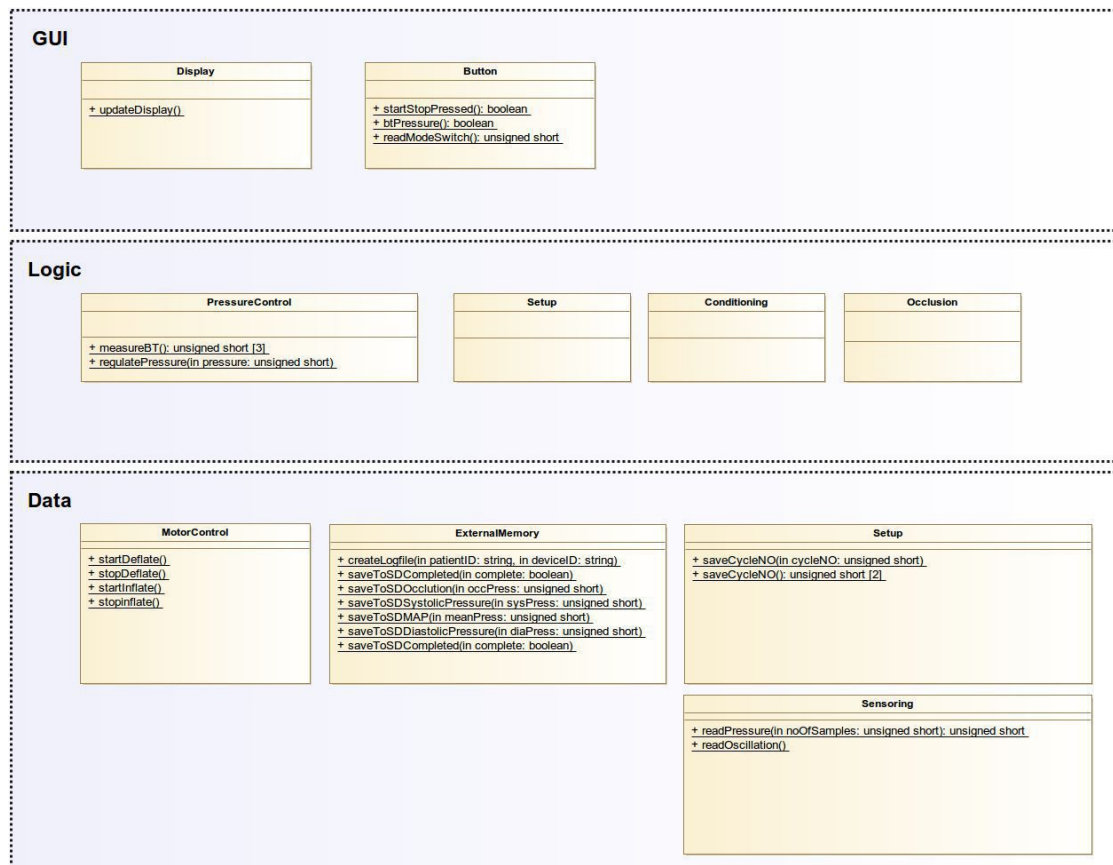 GUI
Display
+ updateDisplay()
Button
+ startStopPressed(): boolean
+ btPressure(): boolean
+ readModeSwitch(): unsigned short
Logic
PressureControl
+ measureBT(): unsigned short [3]
+ regulatePressure(in pressure: unsigned short)
Setup
Conditioning
Occlusion
Data
MotorControl
+ startDeflate()
+ stopDeflate()
+ startInflate()
+ stopinflate()
ExternalMemory
+ createLogfile(in patientID: string, in deviceID: string)
+ saveToSDCompleted(in complete: boolean)
+ saveToSDOcclution(in occPress: unsigned short)
+ saveToSDSystolicPressure(in sysPress: unsigned short)
+ saveToSDMAP(in meanPress: unsigned short)
+ saveToSDDiastolicPressure(in diaPress: unsigned short)
+ saveToSDCompleted(in complete: boolean)
Setup
+ saveCycleNO(in cycleNO: unsigned short)
+ saveCycleNO(): unsigned short [2]
Sensoring
+ readPressure(in noOfSamples: unsigned short): unsigned short
+ readOscillation()